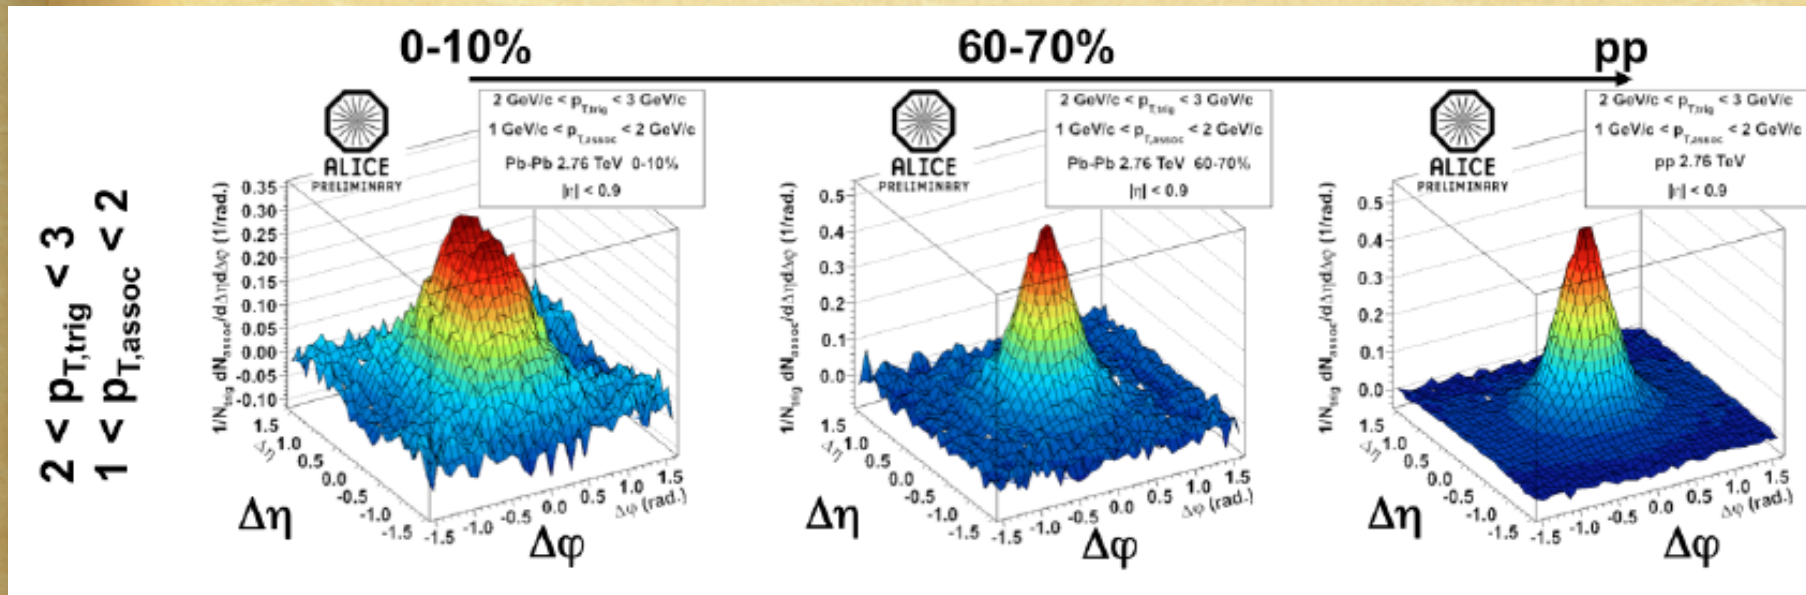 0-10%
60-70%
pp
2 < pT,trig < 3
1 < pT,assoc < 2
ALICE
PRELIMINARY
2 GeV/c < pT,trig < 3 GeV/c
1 GeV/c < pT,assoc < 2 GeV/c
Pb-Pb 2.76 TeV 0-10%
|η| < 0.9
1/Ntrig dNassoc/dΔηdΔφ (1/rad.)
0.35
0.30
0.25
0.20
0.15
0.10
0.05
0.00
-0.05
-0.10
1.5
1.0
0.5
0.0
-0.5
-1.0
-1.5
Δη
-1.5
-1.0
-0.5
0.0
0.5
1.0
1.5
Δφ (rad.)
Δη
Δφ
ALICE
PRELIMINARY
2 GeV/c < pT,trig < 3 GeV/c
1 GeV/c < pT,assoc < 2 GeV/c
Pb-Pb 2.76 TeV 60-70%
|η| < 0.9
1/Ntrig dNassoc/dΔηdΔφ (1/rad.)
0.5
0.4
0.3
0.2
0.1
0.0
1.5
1.0
0.5
0.0
-0.5
-1.0
-1.5
Δη
-1.5
-1.0
-0.5
0.0
0.5
1.0
1.5
Δφ (rad.)
Δη
Δφ
ALICE
PRELIMINARY
2 GeV/c < pT,trig < 3 GeV/c
1 GeV/c < pT,assoc < 2 GeV/c
pp 2.76 TeV
|η| < 0.9
1/Ntrig dNassoc/dΔηdΔφ (1/rad.)
0.5
0.4
0.3
0.2
0.1
0.0
1.5
1.0
0.5
0.0
-0.5
-1.0
-1.5
Δη
-1.5
-1.0
-0.5
0.0
0.5
1.0
1.5
Δφ (rad.)
Δη
Δφ